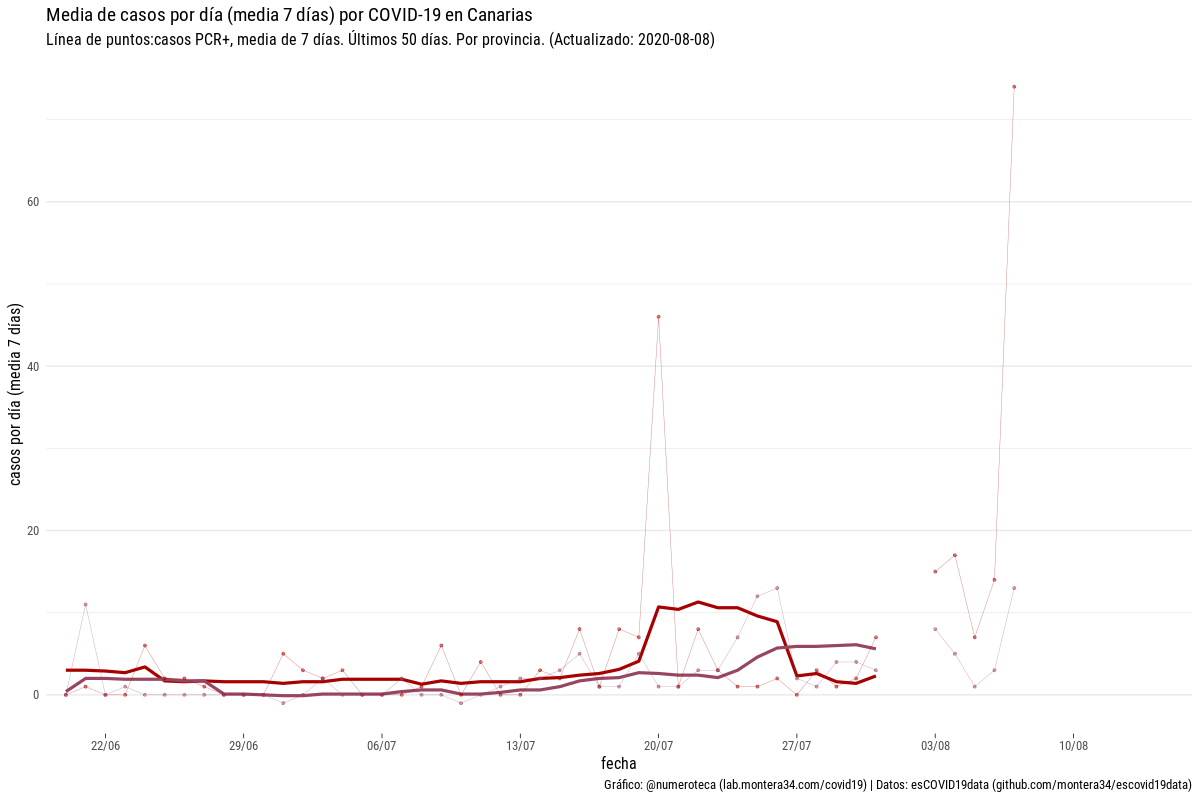 Media de casos por día (media 7 días) por COVID-19 en Canarias
Línea de puntos:casos PCR+, media de 7 días. Últimos 50 días. Por provincia. (Actualizado: 2020-08-08)
casos por día (media 7 días)
60
40
20
0
22/06 29/06 06/07 13/07 20/07 27/07 03/08 10/08
fecha
Gráfico: @numeroteca (lab.montera34.com/covid19) | Datos: esCOVID19data (github.com/montera34/escovid19data)